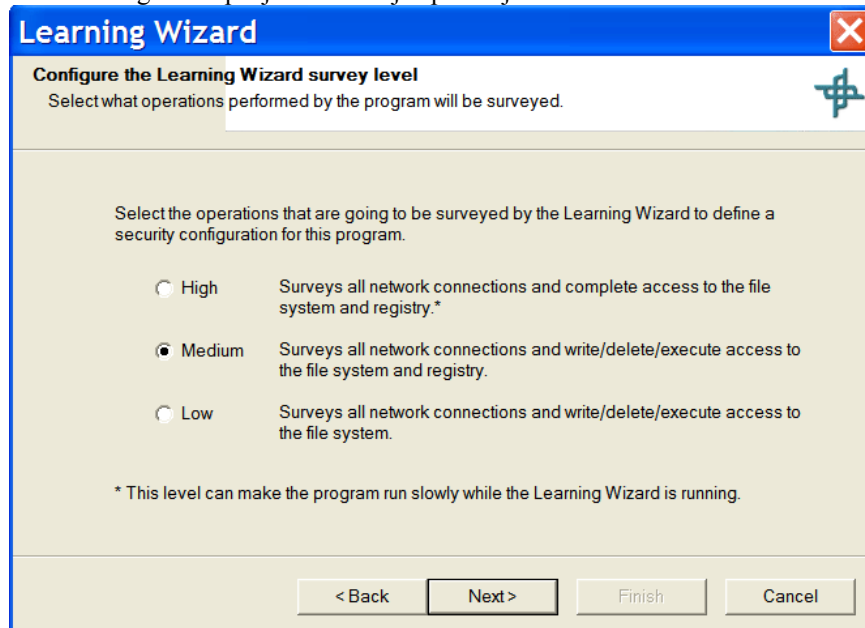 Learning Wizard
Configure the Learning Wizard survey level
Select what operations performed by the program will be surveyed.
Select the operations that are going to be surveyed by the Learning Wizard to define a
security configuration for this program.
High Surveys all network connections and complete access to the file
system and registry.*
Medium Surveys all network connections and write/delete/execute access to
the file system and registry.
Low Surveys all network connections and write/delete/execute access to
the file system.
* This level can make the program run slowly while the Learning Wizard is running.
< Back Next > Finish Cancel